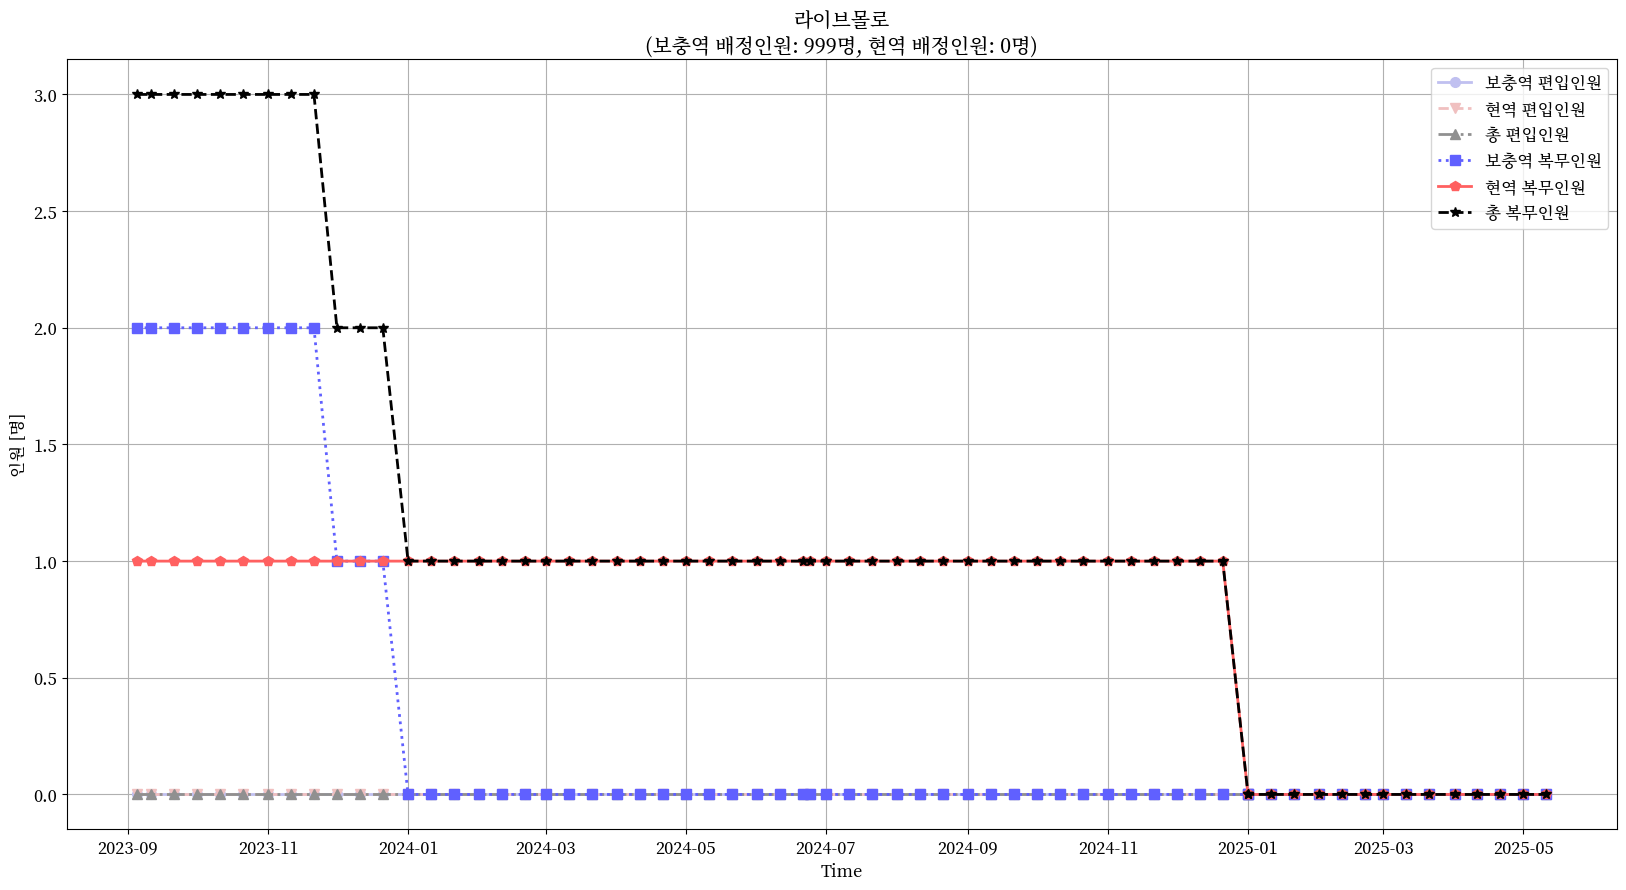 라이브몰로
(보충역 배정인원: 999명, 현역 배정인원: 0명)
보충역 편입인원
현역 편입인원
총 편입인원
보충역 복무인원
현역 복무인원
총 복무인원
인원 [명]
3.0
2.5
2.0
1.5
1.0
0.5
0.0
2023-09 2023-11 2024-01 2024-03 2024-05 2024-07 2024-09 2024-11 2025-01 2025-03 2025-05
Time